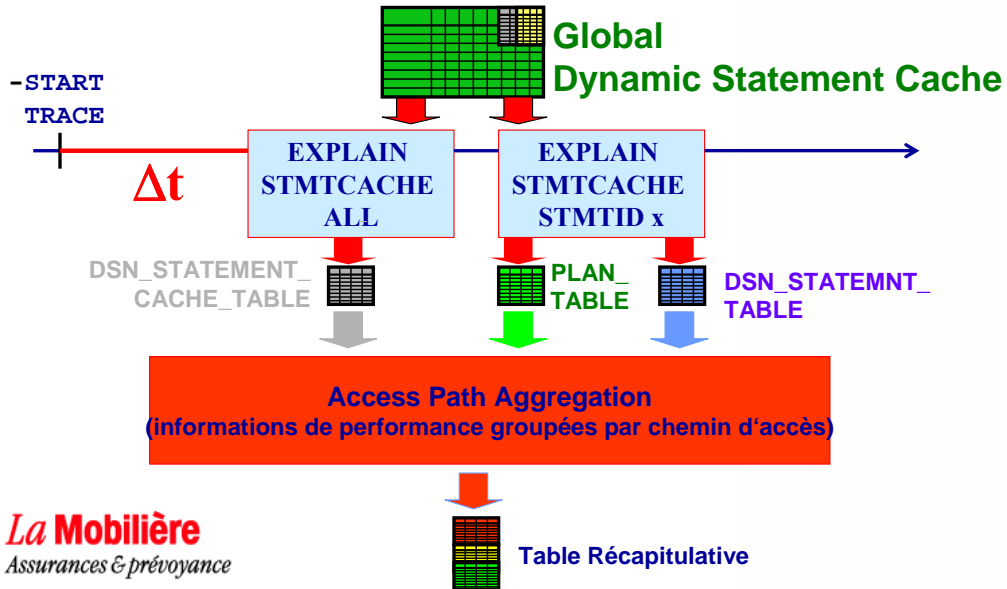 Global
Dynamic Statement Cache
-START
TRACE
Δt
EXPLAIN
STMTCACHE
ALL
EXPLAIN
STMTCACHE
STMTID x
DSN_STATEMENT_
CACHE_TABLE
PLAN_
TABLE
DSN_STATEMNT_
TABLE
Access Path Aggregation
(informations de performance groupées par chemin d‘accès)
La Mobilière
Assurances & prévoyance
Table Récapitulative